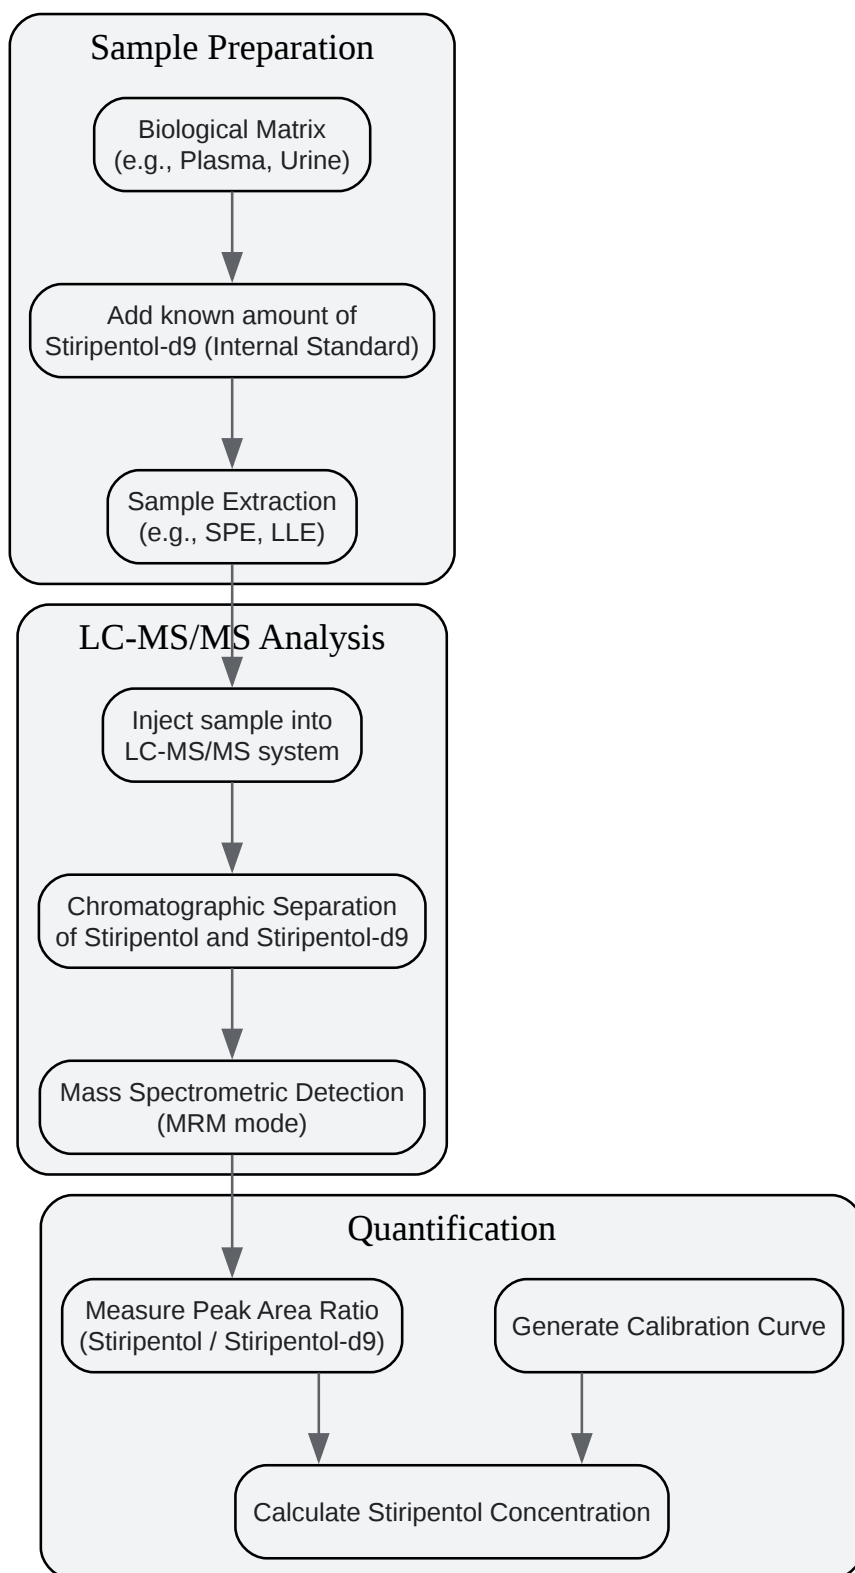 Sample Preparation
Biological Matrix
(e.g., Plasma, Urine)
Add known amount of
Stiripentol-d9 (Internal Standard)
Sample Extraction
(e.g., SPE, LLE)
LC-MS/MS Analysis
Inject sample into
LC-MS/MS system
Chromatographic Separation
of Stiripentol and Stiripentol-d9
Mass Spectrometric Detection
(MRM mode)
Quantification
Measure Peak Area Ratio
(Stiripentol / Stiripentol-d9)
Generate Calibration Curve
Calculate Stiripentol Concentration